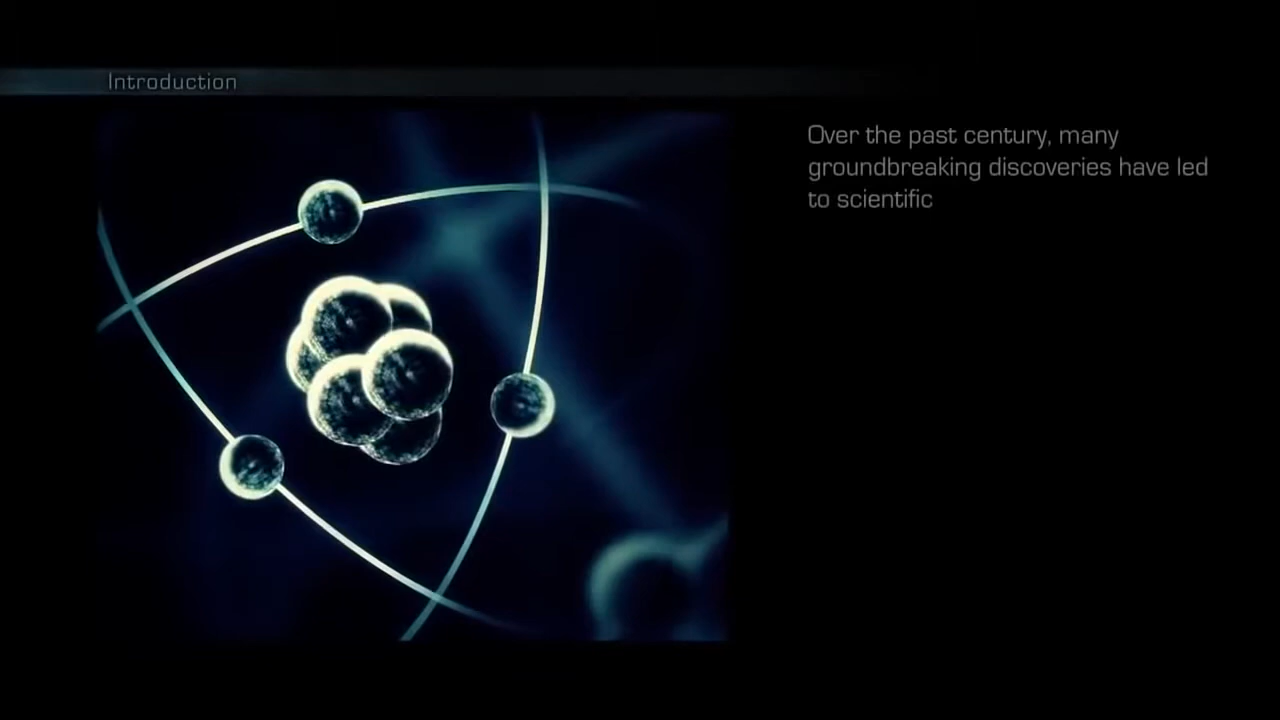 Introduction
Over the past century, many
groundbreaking discoveries have led
to scientific